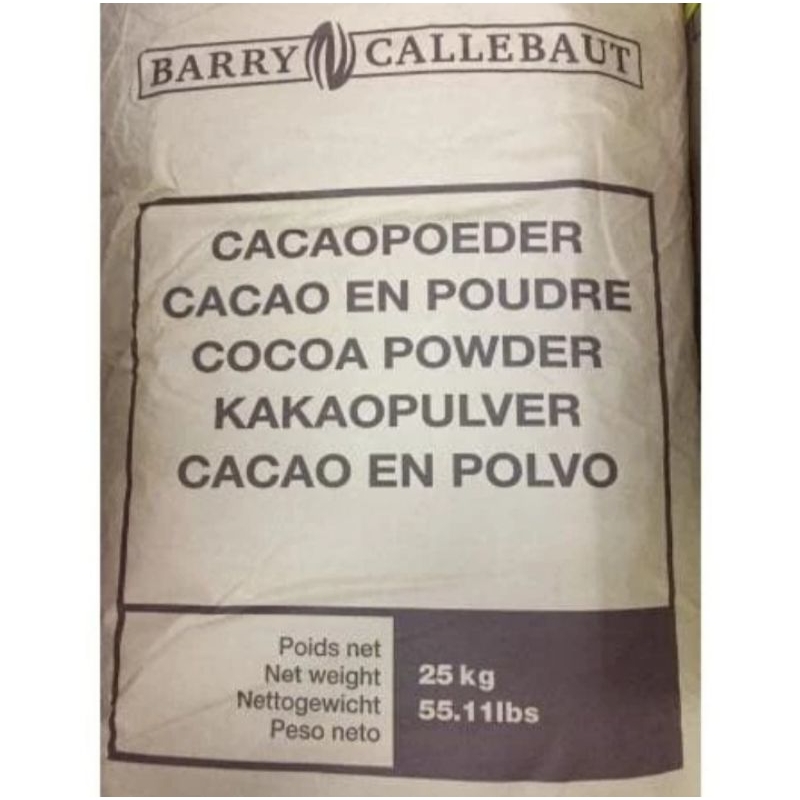 BARRY CALLEBAUT
CACAOPOEDER
CACAO EN POUDRE
COCOA POWDER
KAKAOPULVER
CACAO EN POLVO
Poids net
Net weight 25 kg
Nettogewicht 55.11lbs
Peso neto